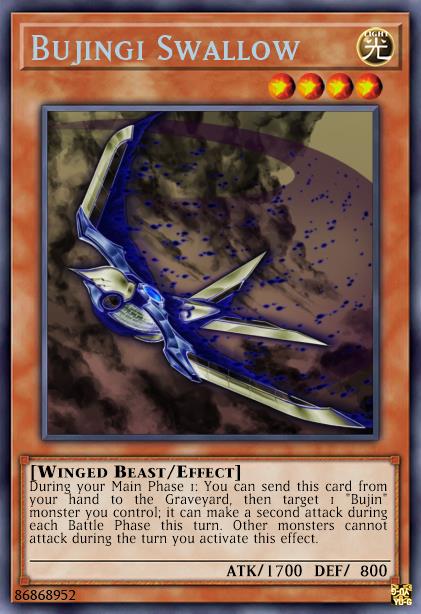 Bujingi Swallow
LIGHT
光
[Winged Beast/Effect]
During your Main Phase 1: You can send this card from
your hand to the Graveyard, then target 1 "Bujin"
monster you control; it can make a second attack during
each Battle Phase this turn. Other monsters cannot
attack during the turn you activate this effect.
ATK/1700 DEF/ 800
86868952